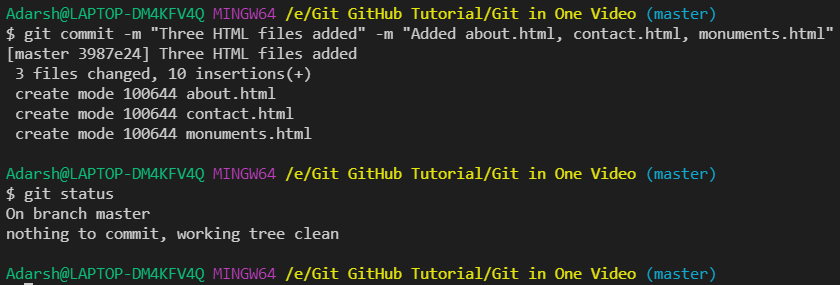 Adarsh@LAPTOP-DM4KFV4Q MINGW64 /e/Git GitHub Tutorial/Git in One Video (master)
$ git commit -m "Three HTML files added" -m "Added about.html, contact.html, monuments.html"
[master 3987e24] Three HTML files added
 3 files changed, 10 insertions(+)
 create mode 100644 about.html
 create mode 100644 contact.html
 create mode 100644 monuments.html
Adarsh@LAPTOP-DM4KFV4Q MINGW64 /e/Git GitHub Tutorial/Git in One Video (master)
$ git status
On branch master
nothing to commit, working tree clean
Adarsh@LAPTOP-DM4KFV4Q MINGW64 /e/Git GitHub Tutorial/Git in One Video (master)